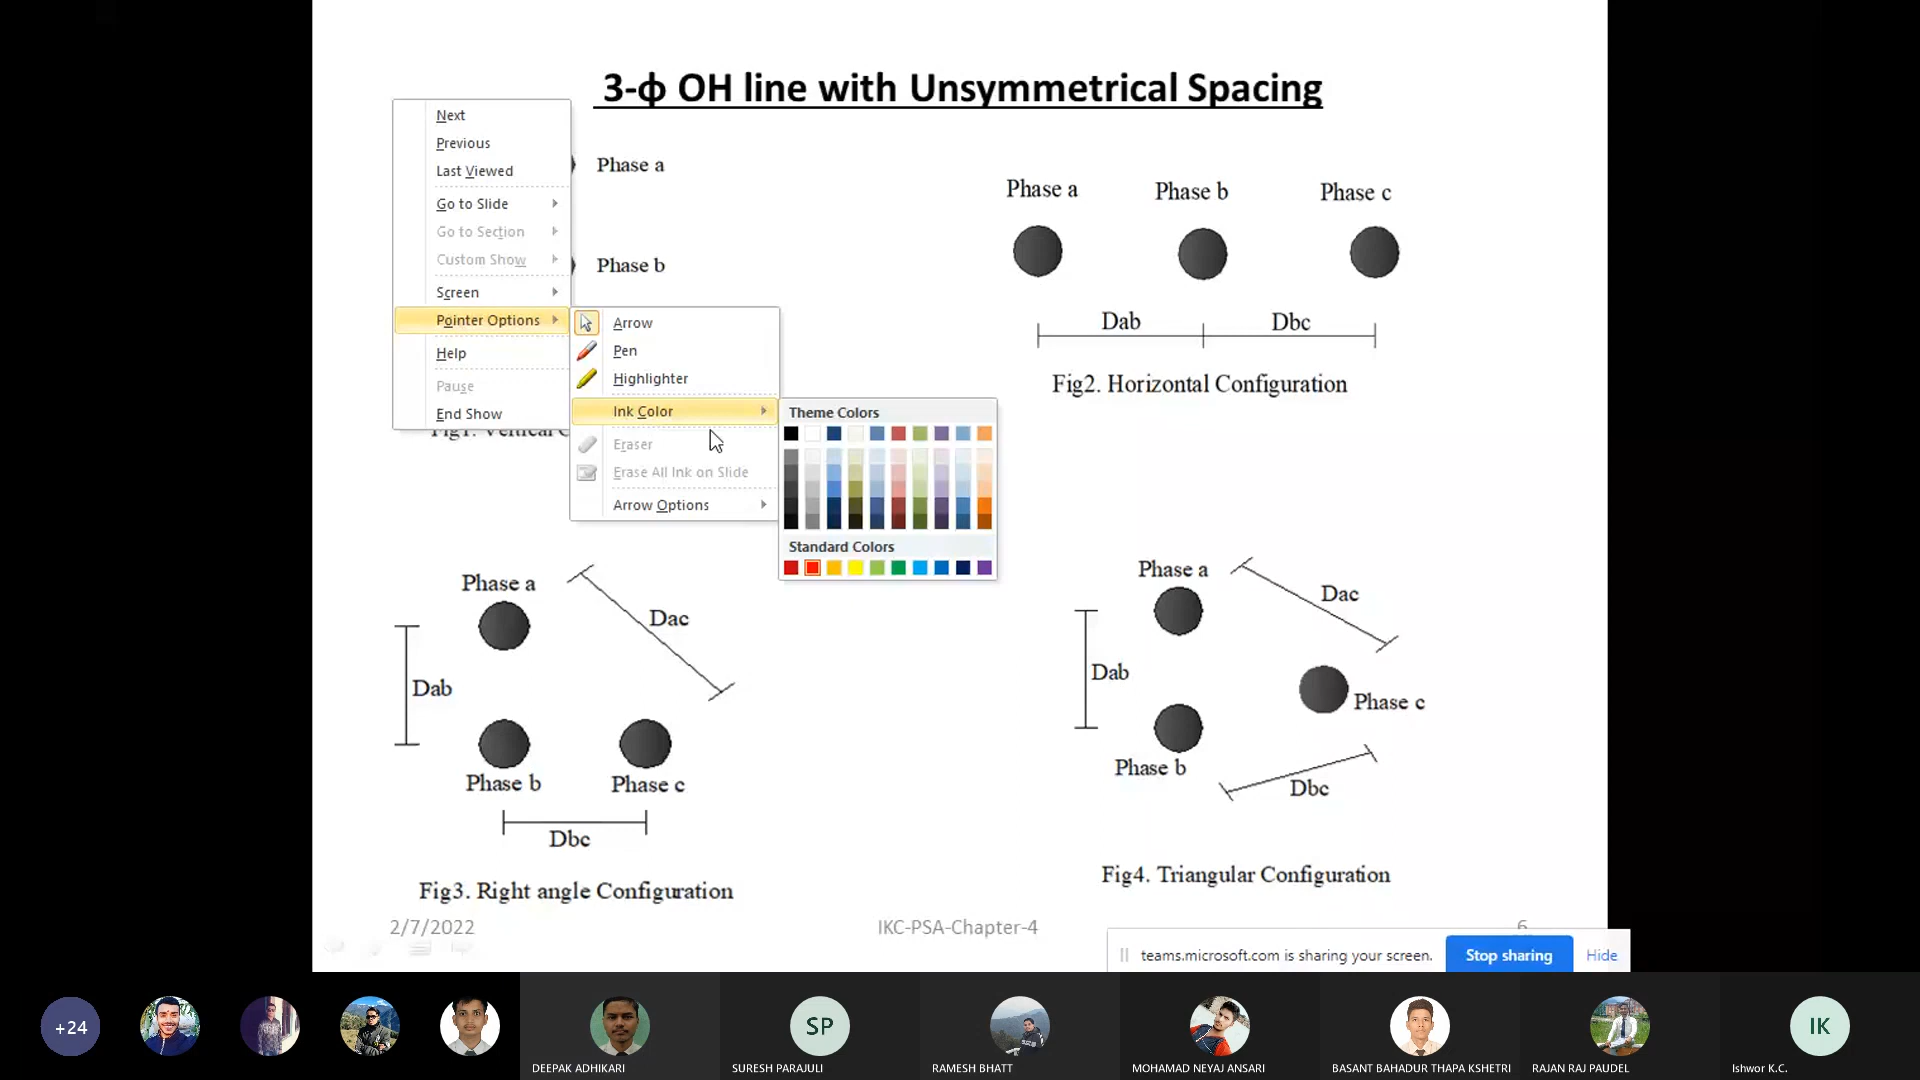 3-ϕ OH line with Unsymmetrical Spacing
Next
Previous
Last Viewed
Go to Slide
Go to Section
Custom Show
Screen
Pointer Options
Help
Pause
End Show
Arrow
Pen
Highlighter
Ink Color
Eraser
Erase All Ink on Slide
Arrow Options
Theme Colors
Standard Colors
Phase a
Phase b
Fig1. Vertical C
Phase a Phase b Phase c
Dab Dbc
Fig2. Horizontal Configuration
Phase a
Dac
Dab
Phase b Phase c
Dbc
Fig3. Right angle Configuration
Phase a
Dac
Dab
Phase c
Phase b
Dbc
Fig4. Triangular Configuration
2/7/2022 IKC-PSA-Chapter-4 6
teams.microsoft.com is sharing your screen. Stop sharing Hide
+24
SP
IK
DEEPAK ADHIKARI
SURESH PARAJULI
RAMESH BHATT
MOHAMAD NEYAJ ANSARI
BASANT BAHADUR THAPA KSHETRI
RAJAN RAJ PAUDEL
Ishwor K.C.